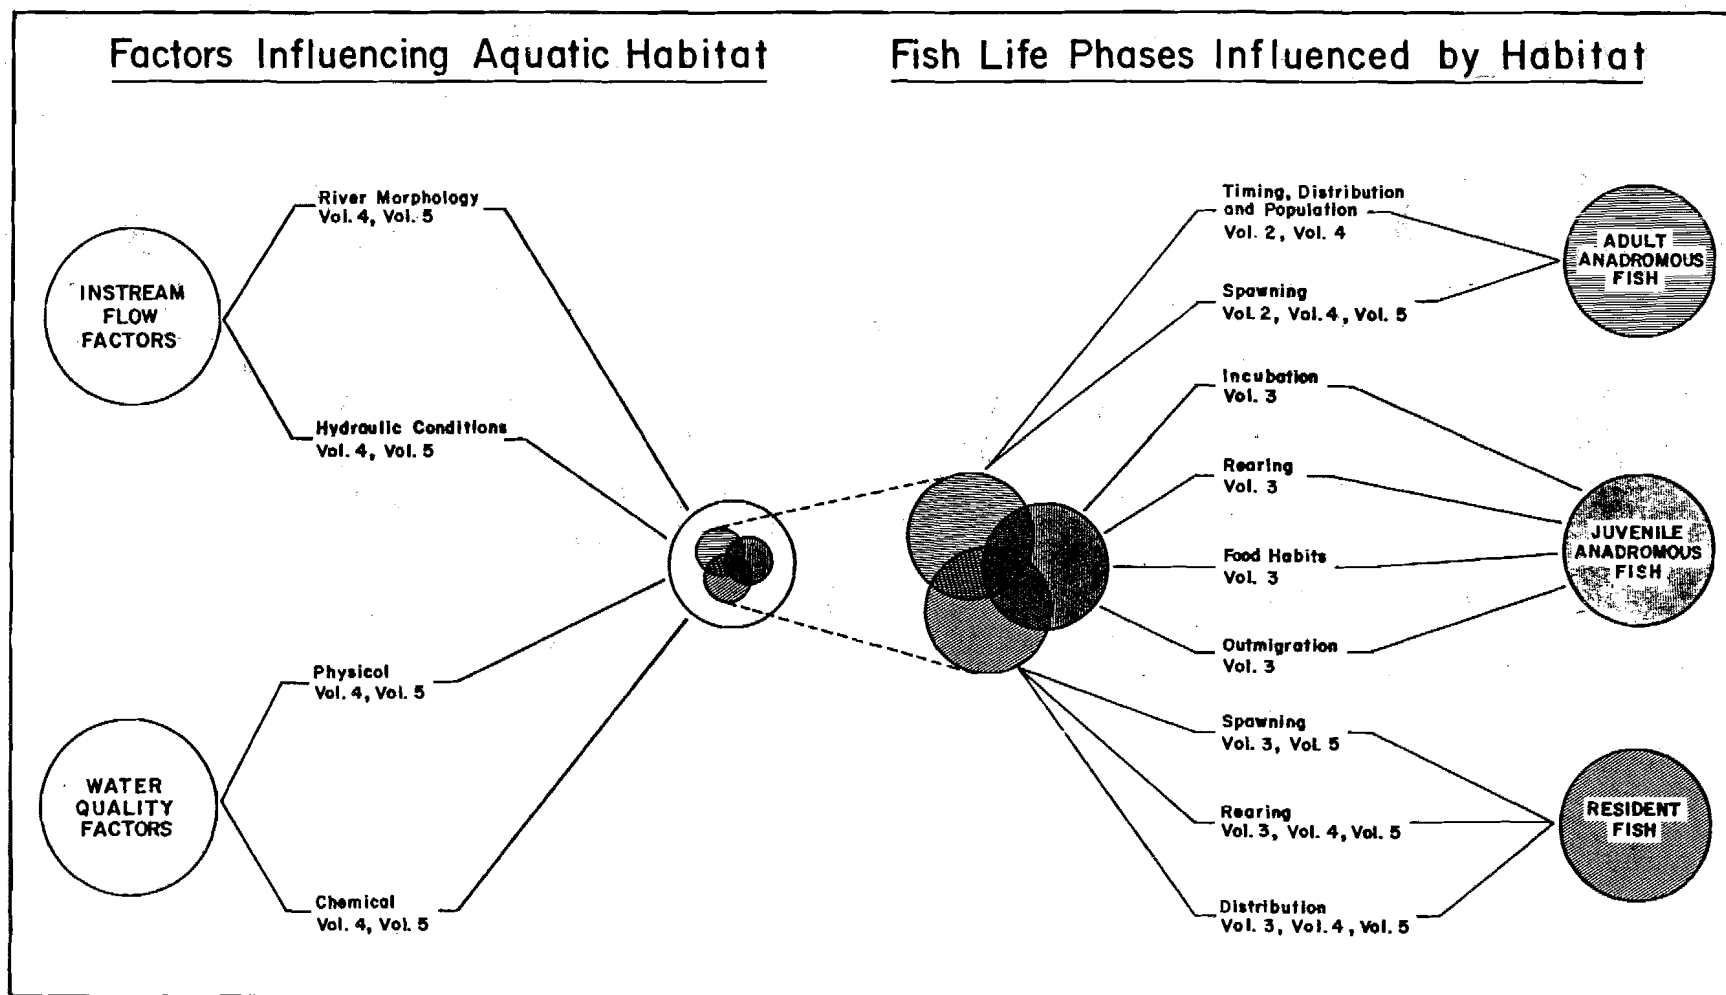 Factors Influencing Aquatic Habitat
Fish Life Phases Influenced by Habitat
INSTREAM
FLOW
FACTORS
River Morphology
Vol. 4, Vol. 5
Hydraulic Conditions
Vol. 4, Vol. 5
WATER
QUALITY
FACTORS
Physical
Vol. 4, Vol. 5
Chemical
Vol. 4, Vol. 5
Timing, Distribution
and Population
Vol. 2, Vol. 4
Spawning
Vol. 2, Vol. 4, Vol. 5
ADULT
ANADROMOUS
FISH
Incubation
Vol. 3
Rearing
Vol. 3
Food Habits
Vol. 3
Outmigration
Vol. 3
JUVENILE
ANADROMOUS
FISH
Spawning
Vol. 3, Vol. 5
Rearing
Vol. 3, Vol. 4, Vol. 5
Distribution
Vol. 3, Vol. 4, Vol. 5
RESIDENT
FISH